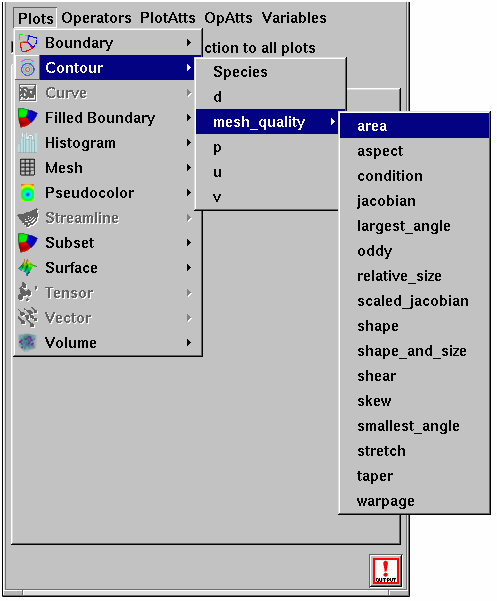 Plots Operators PlotAtts OpAtts Variables
ction to all plots
Boundary
Contour
Curve
Filled Boundary
Histogram
Mesh
Pseudocolor
Streamline
Subset
Surface
Tensor
Vector
Volume
Species
d
mesh_quality
p
u
v
area
aspect
condition
jacobian
largest_angle
oddy
relative_size
scaled_jacobian
shape
shape_and_size
shear
skew
smallest_angle
stretch
taper
warpage
OUTPUT